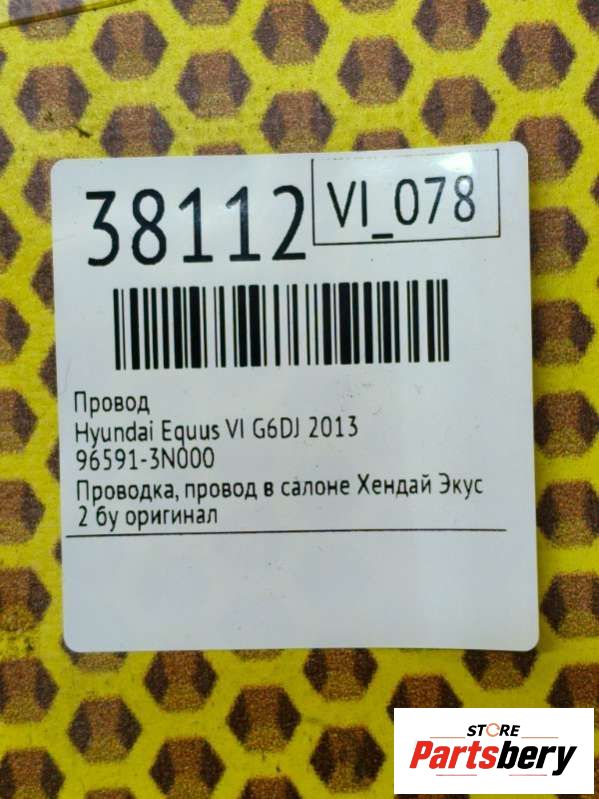 38112
VI_078
Провод
Hyundai Equus VI G6DJ 2013
96591-3N000
Проводка, провод в салоне Хендай Экус
2 бу оригинал
STORE
Partsbery